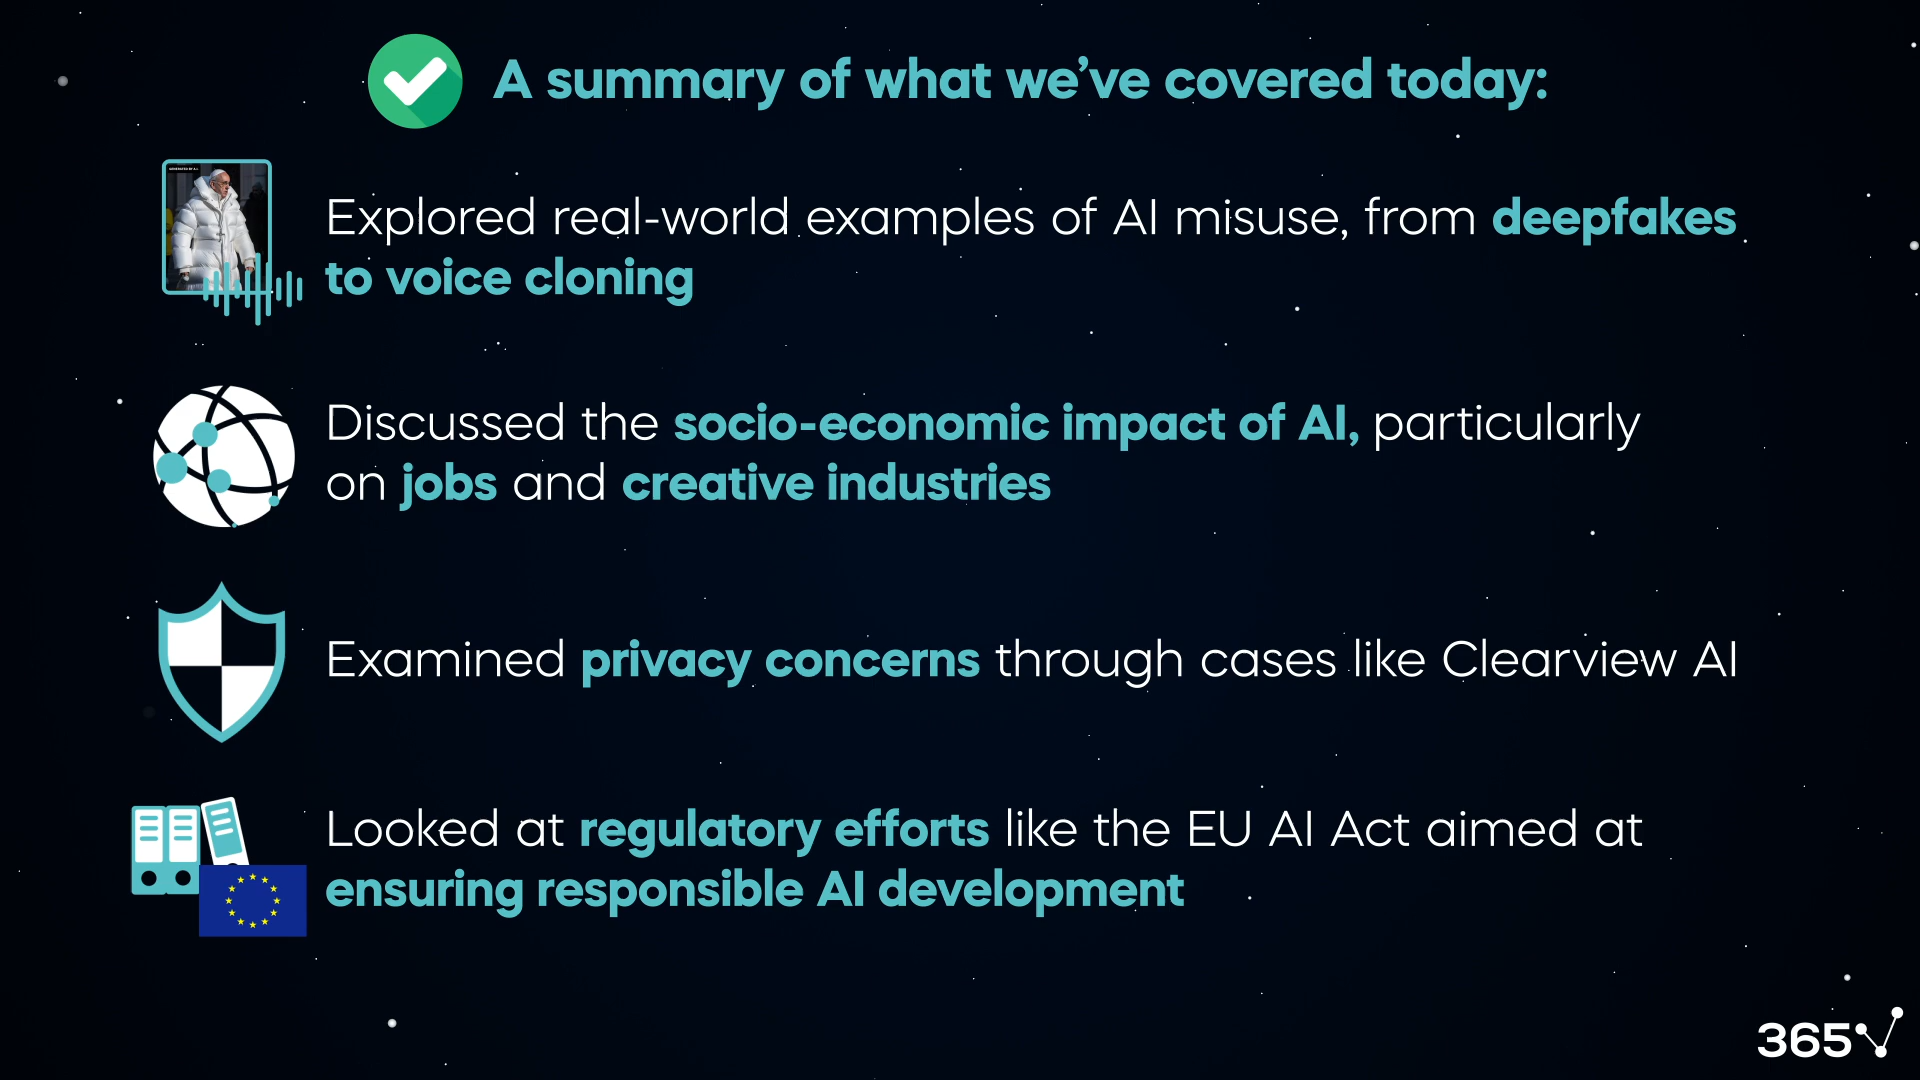 A summary of what we've covered today:
GENERATED BY A.I.
Explored real-world examples of AI misuse, from deepfakes
to voice cloning
Discussed the socio-economic impact of AI, particularly
on jobs and creative industries
Examined privacy concerns through cases like Clearview AI
Looked at regulatory efforts like the EU AI Act aimed at
ensuring responsible AI development
365